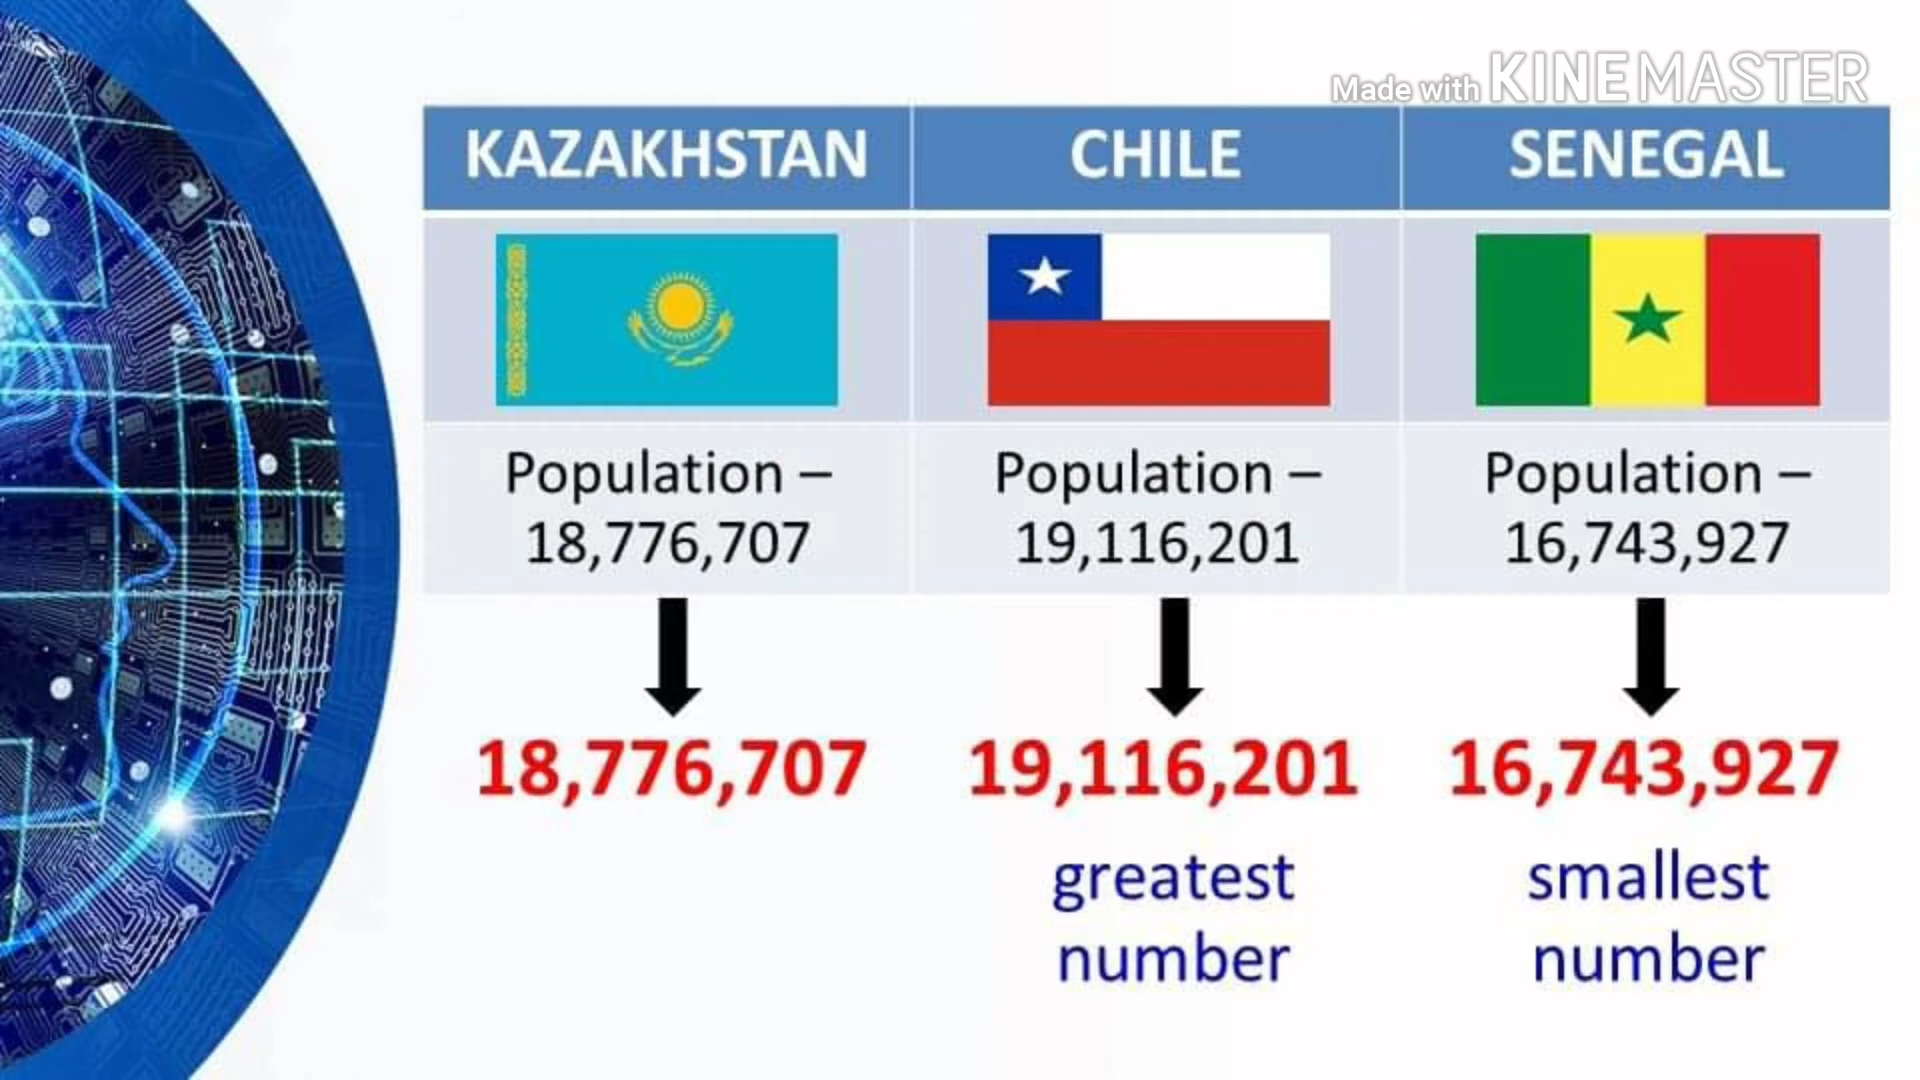 Made with KINEMASTER
KAZAKHSTAN CHILE SENEGAL
Population – Population – Population –
18,776,707 19,116,201 16,743,927
18,776,707 19,116,201 16,743,927
greatest smallest
number number